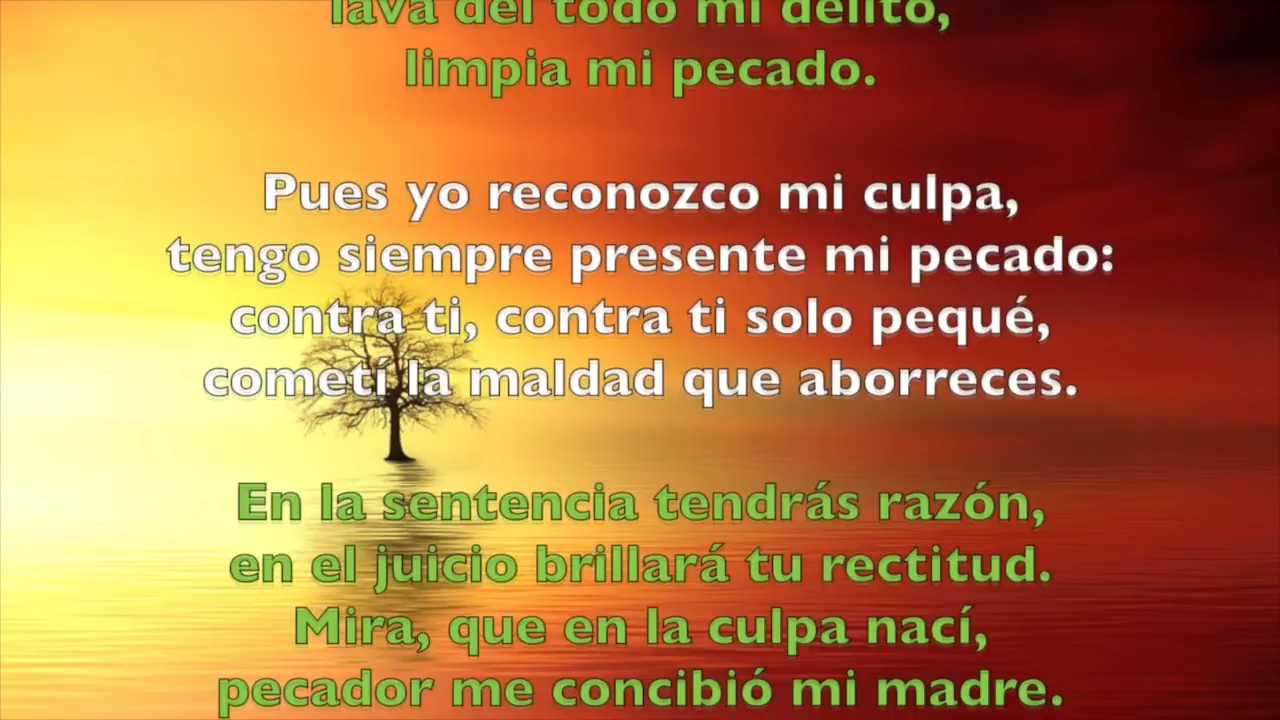 lava del todo mi delito,
limpia mi pecado.
Pues yo reconozco mi culpa,
tengo siempre presente mi pecado:
contra ti, contra ti solo pequé,
cometí la maldad que aborreces.
En la sentencia tendrás razón,
en el juicio brillará tu rectitud.
Mira, que en la culpa nací,
pecador me concibió mi madre.